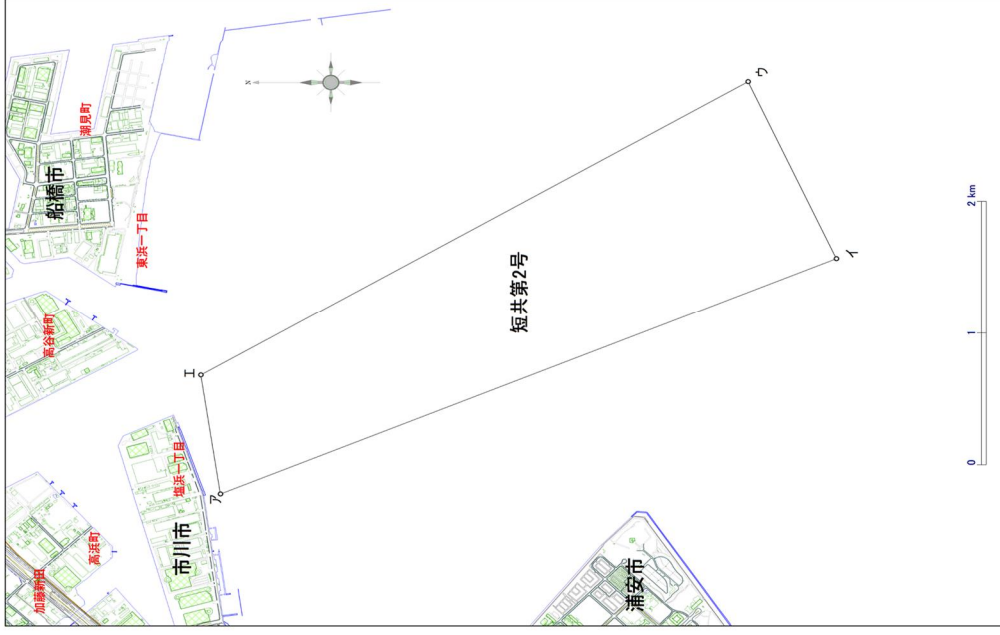 加藤新田
高浜町
市川市
塩浜一丁目
高谷新町
東浜一丁目
船橋市
潮見町
N
ア
エ
ウ
イ
短共第2号
浦安市
0
1
2 km